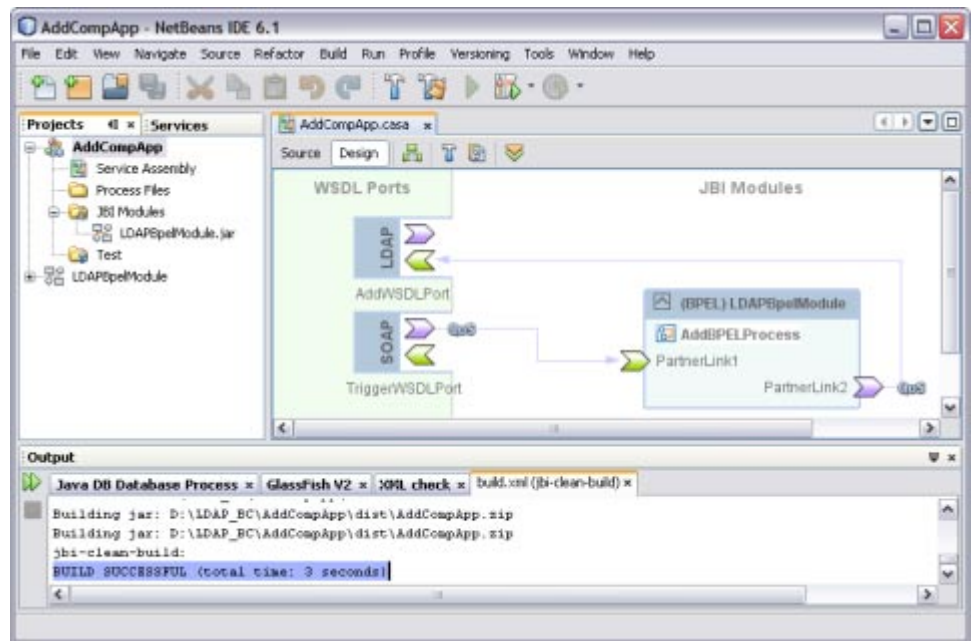 AddCompApp - NetBeans IDE 6.1
File Edit View Navigate Source Refactor Build Run Profile Versioning Tools Window Help
Projects
Services
AddCompApp.casa
AddCompApp
Service Assembly
Process Files
JBI Modules
LDAPBpelModule.jar
Test
LDAPBpelModule
Source Design
WSDL Ports
JBI Modules
LDAP
AddWSDLPort
SOAP
TriggerWSDLPort
(BPEL) LDAPBpelModule
AddBPELProcess
PartnerLink1
PartnerLink2
Output
Java DB Database Process
GlassFish V2
XML check
build.xml (jbi-clean-build)
Building jar: D:\LDAP_BC\AddCompApp\dist\AddCompApp.zip
Building jar: D:\LDAP_BC\AddCompApp\dist\AddCompApp.zip
jbi-clean-build:
BUILD SUCCESSFUL (total time: 3 seconds)